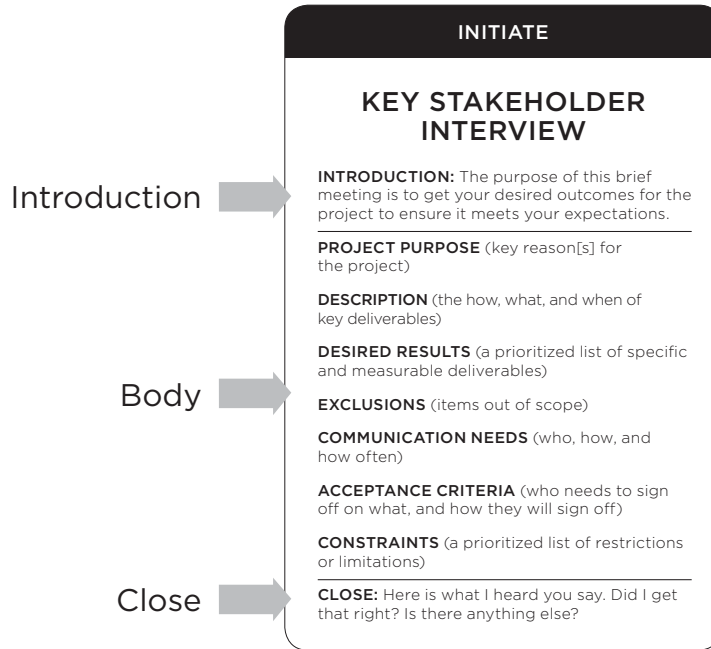 INITIATE
KEY STAKEHOLDER
INTERVIEW
Introduction
INTRODUCTION: The purpose of this brief
meeting is to get your desired outcomes for the
project to ensure it meets your expectations.
PROJECT PURPOSE (key reason[s] for
the project)
DESCRIPTION (the how, what, and when of
key deliverables)
DESIRED RESULTS (a prioritized list of specific
and measurable deliverables)
Body
EXCLUSIONS (items out of scope)
COMMUNICATION NEEDS (who, how, and
how often)
ACCEPTANCE CRITERIA (who needs to sign
off on what, and how they will sign off)
CONSTRAINTS (a prioritized list of restrictions
or limitations)
Close
CLOSE: Here is what I heard you say. Did I get
that right? Is there anything else?